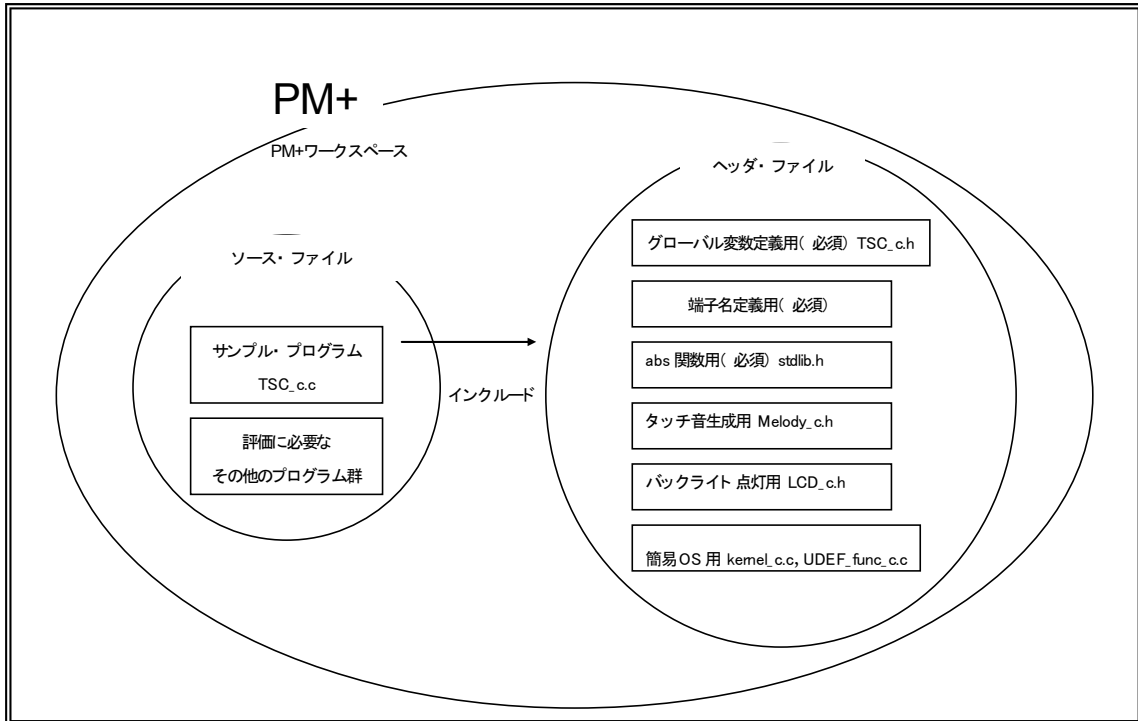 PM+
PM+ワークスペース
ソース・ファイル
サンプル・プログラム
TSC_c.c
評価に必要な
その他のプログラム群
インクルード
ヘッダ・ファイル
グローバル変数定義用(必須) TSC_c.h
端子名定義用(必須)
abs 関数用(必須) stdlib.h
タッチ音生成用 Melody_c.h
バックライト点灯用 LCD_c.h
簡易OS用 kernel_c.c, UDEF_func_c.c